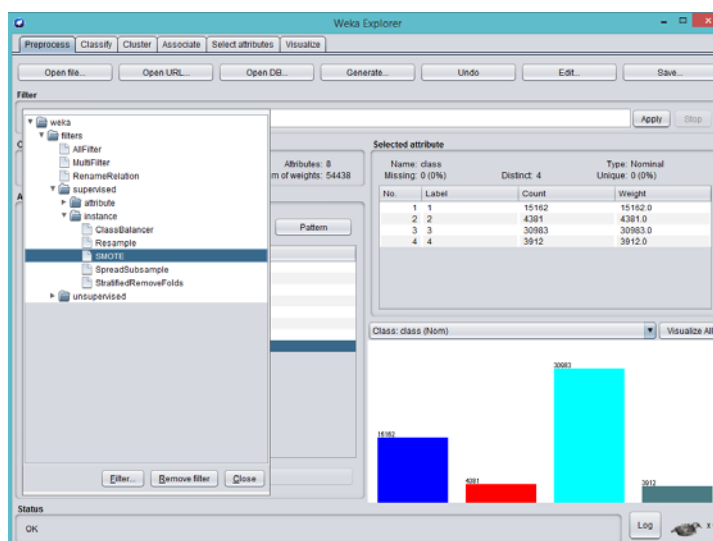 Weka Explorer
Preprocess Classify Cluster Associate Select attributes Visualize
Open file... Open URL... Open DB... Generate... Undo Edit... Save...
Filter
Apply Stop
weka
filters
AllFilter
MultiFilter
RenameRelation
supervised
attribute
instance
ClassBalancer
Resample
SMOTE
SpreadSubsample
StratifiedRemoveFolds
unsupervised
Filter... Remove filter Close
Attributes: 8
m of weights: 54438
Pattern
Selected attribute
Name: class Type: Nominal
Missing: 0 (0%) Distinct: 4 Unique: 0 (0%)
No. Label Count Weight
1 1 15162 15162.0
2 2 4381 4381.0
3 3 30983 30983.0
4 4 3912 3912.0
Class: class (Nom) Visualize All
15162
4381
30983
3912
Status
OK
Log
x